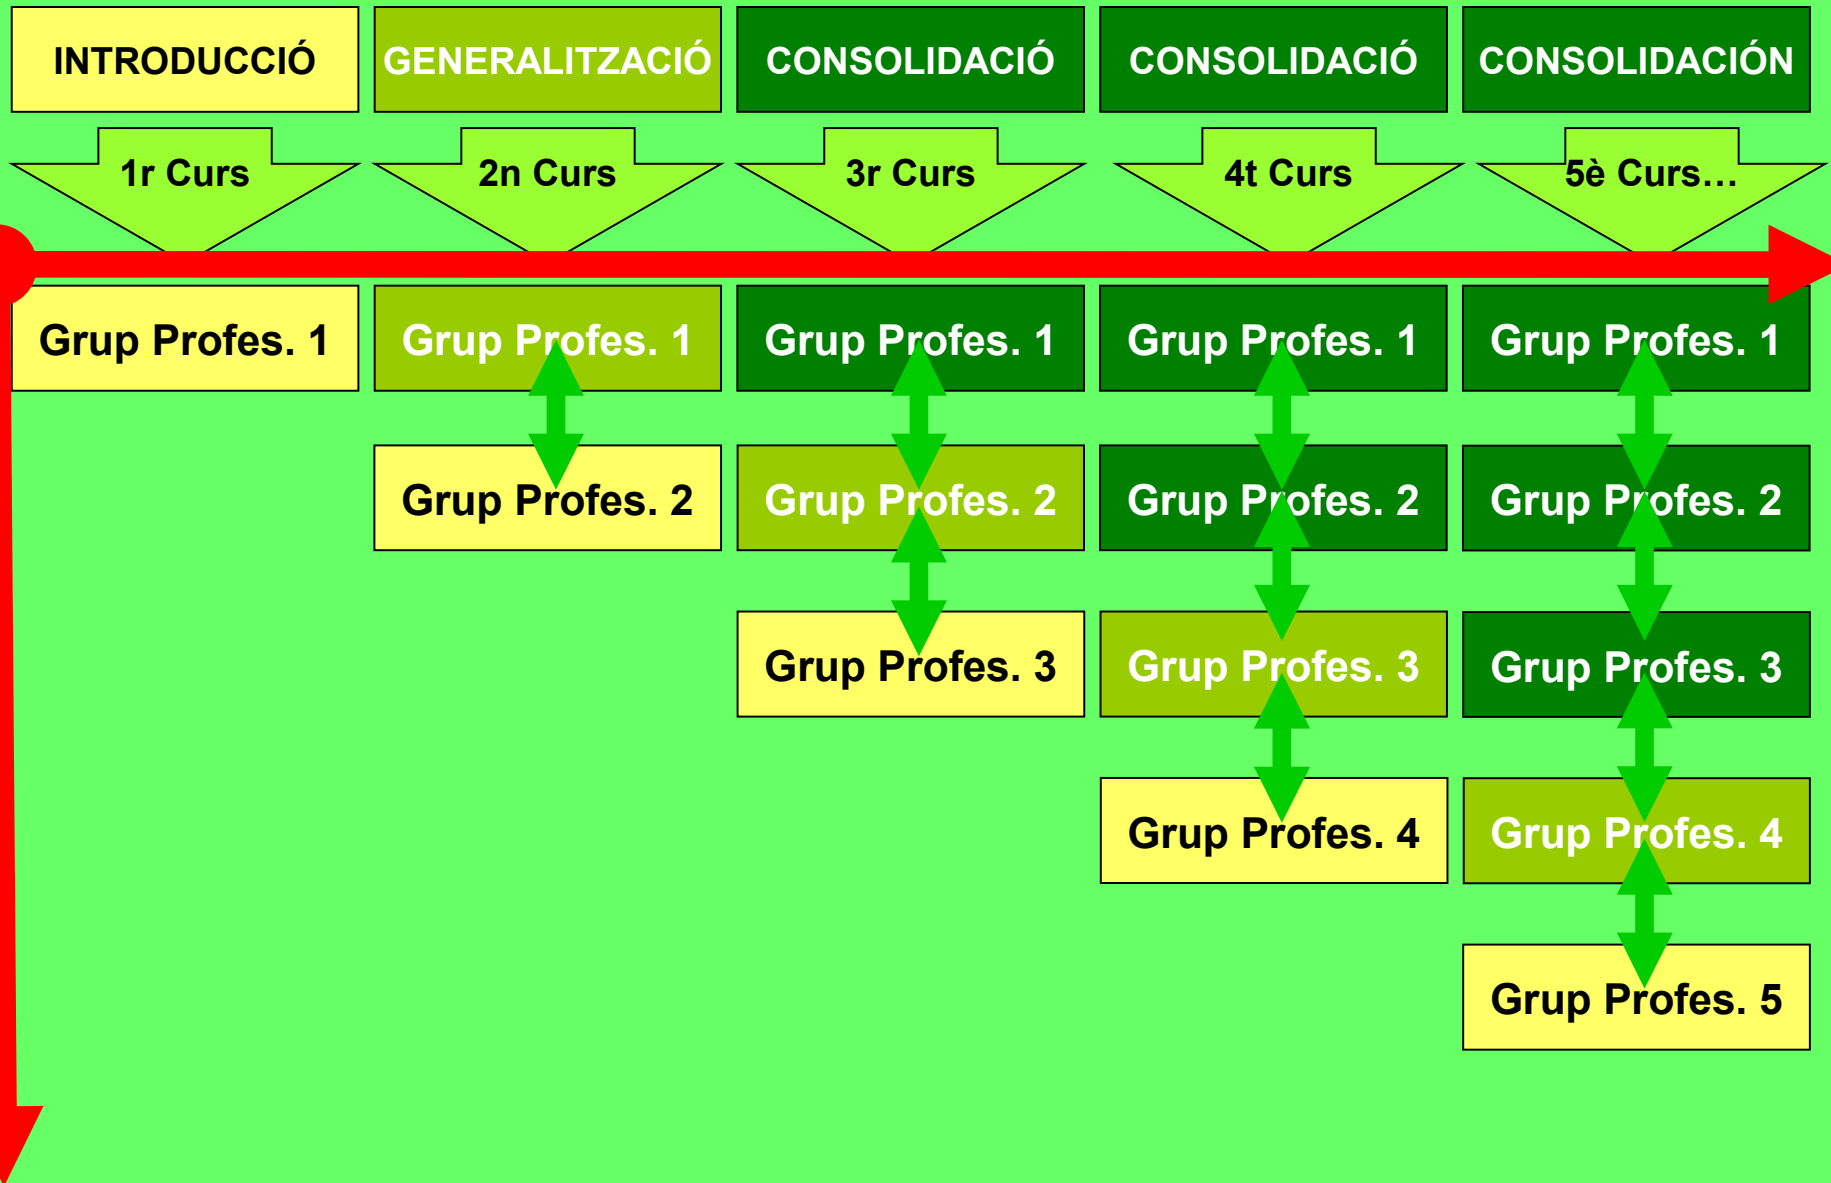 INTRODUCCIÓ
GENERALITZACIÓ
CONSOLIDACIÓ
CONSOLIDACIÓ
CONSOLIDACIÓN
1r Curs
2n Curs
3r Curs
4t Curs
5è Curs…
Grup Profes. 1
Grup Profes. 1
Grup Profes. 1
Grup Profes. 1
Grup Profes. 1
Grup Profes. 2
Grup Profes. 2
Grup Profes. 2
Grup Profes. 2
Grup Profes. 3
Grup Profes. 3
Grup Profes. 3
Grup Profes. 4
Grup Profes. 4
Grup Profes. 5